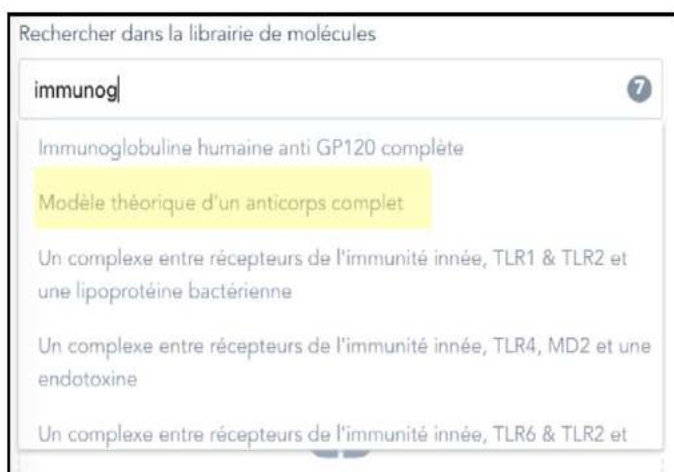 Rechercher dans la librairie de molécules
immunog
7
Immunoglobuline humaine anti GP120 complète
Modèle théorique d'un anticorps complet
Un complexe entre récepteurs de l'immunité innée, TLR1 & TLR2 et
une lipoprotéine bactérienne
Un complexe entre récepteurs de l'immunité innée, TLR4, MD2 et une
endotoxine
Un complexe entre récepteurs de l'immunité innée, TLR6 & TLR2 et